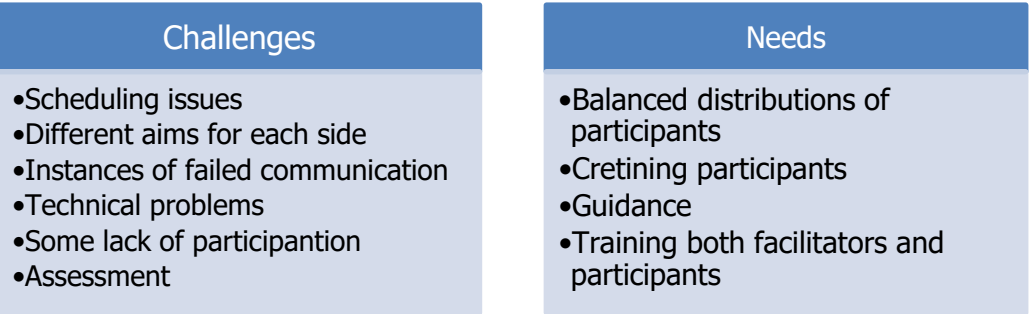 Challenges
•Scheduling issues
•Different aims for each side
•Instances of failed communication
•Technical problems
•Some lack of participantion
•Assessment
Needs
•Balanced distributions of
participants
•Cretining participants
•Guidance
•Training both facilitators and
participants